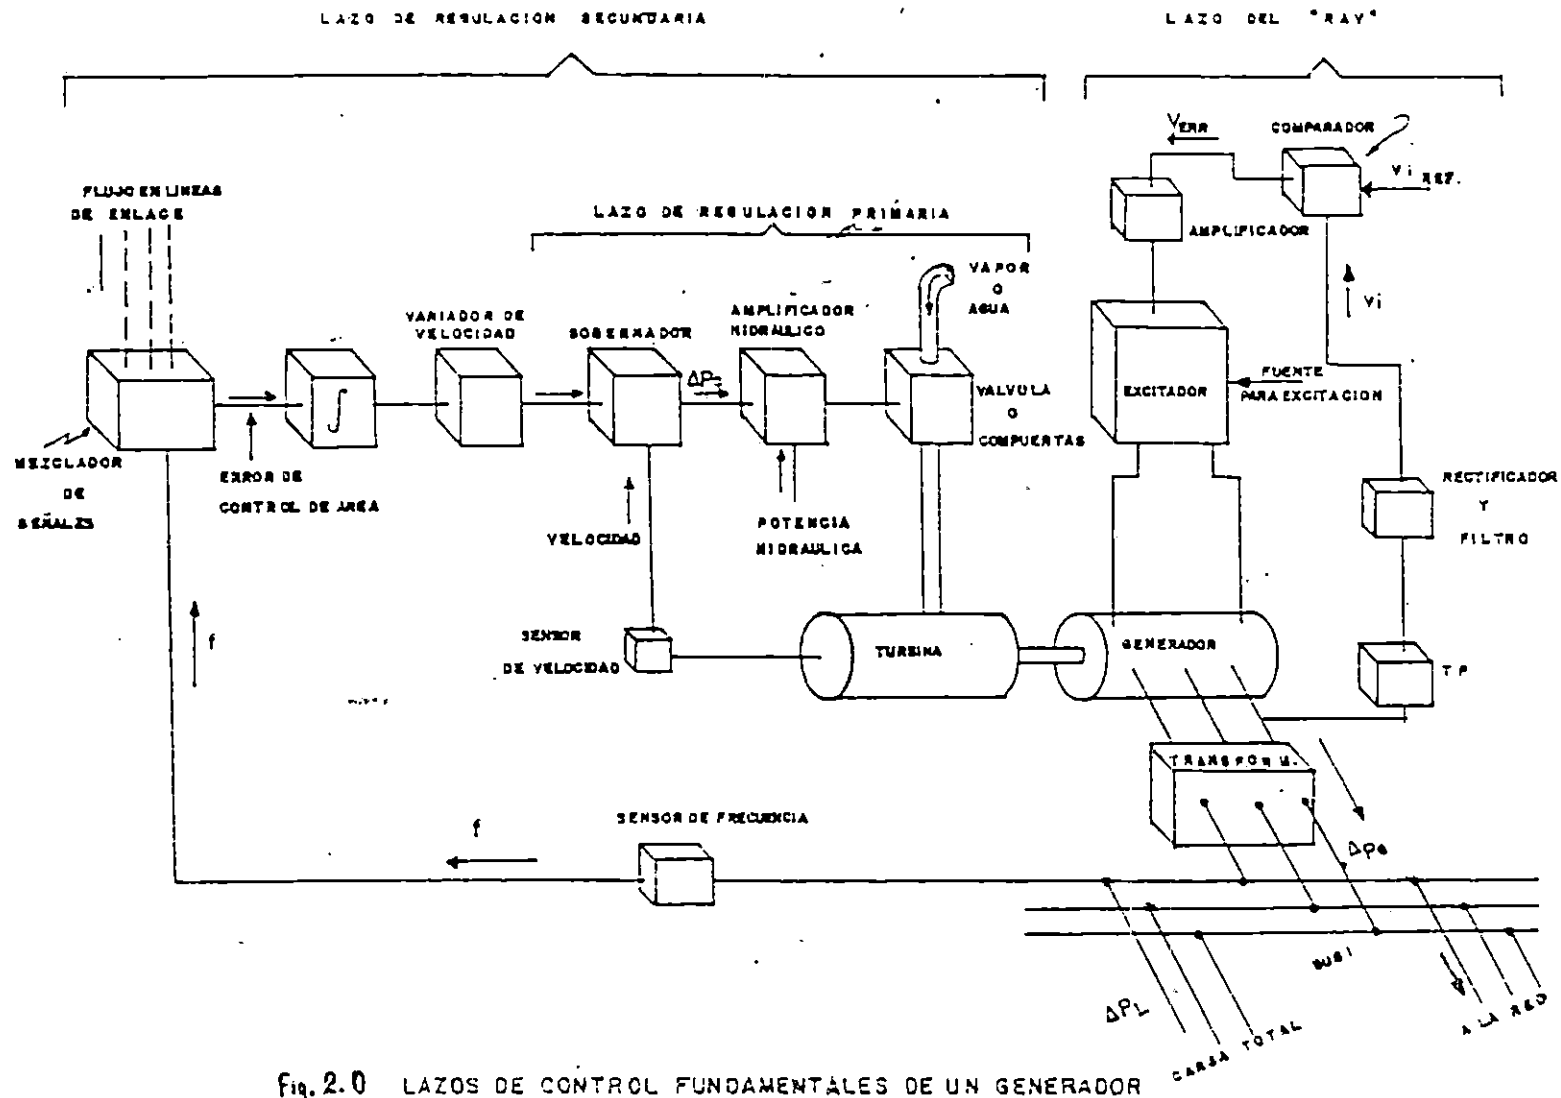 LAZO DE REGULACION SECUNDARIA
LAZO DEL "RAV"
VERR
COMPARADOR
Vi REF.
FLUJO EN LINEAS
DE ENLACE
LAZO DE REGULACION PRIMARIA
AMPLIFICADOR
VAPOR
O
AGUA
Vi
VARIADOR DE
VELOCIDAD
GOBERNADOR
AMPLIFICADOR
HIDRAULICO
ΔP
∫
VALVULA
O
COMPUERTAS
EXCITADOR
FUENTE
PARA EXCITACION
MEZCLADOR
DE
SEÑALES
ERROR DE
CONTROL DE AREA
VELOCIDAD
POTENCIA
HIDRAULICA
RECTIFICADOR
Y
FILTRO
f
SENSOR
DE VELOCIDAD
TURBINA
GENERADOR
T P
TRANSFORM.
SENSOR DE FRECUENCIA
f
ΔPe
BUS i
ΔPL
CARGA TOTAL
A LA RED
Fig. 2.0 LAZOS DE CONTROL FUNDAMENTALES DE UN GENERADOR